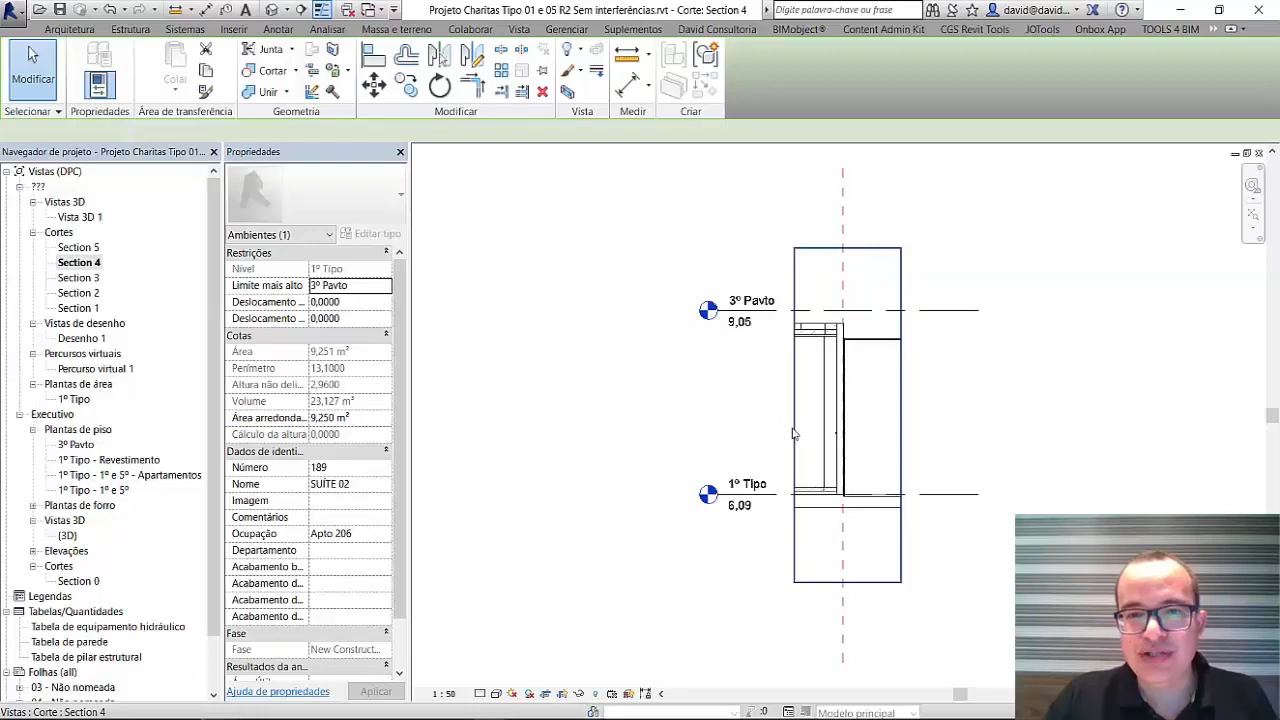 Projeto Charitas Tipo 01 e 05 R2 Sem interferências.rvt - Corte: Section 4
Digite palavra-chave ou frase
david@david...
Arquitetura
Estrutura
Sistemas
Inserir
Anotar
Analisar
Massa e terreno
Colaborar
Vista
Gerenciar
Suplementos
David Consultoria
BIMobject®
Content Admin Kit
CGS Revit Tools
JOTools
Onbox App
TOOLS 4 BIM
Modificar
Colar
Junta
Cortar
Unir
Selecionar
Propriedades
Área de transferência
Geometria
Modificar
Vista
Medir
Criar
Navegador de projeto - Projeto Charitas Tipo 01...
Vistas (DPC)
???
Vistas 3D
Vista 3D 1
Cortes
Section 5
Section 4
Section 3
Section 2
Section 1
Vistas de desenho
Desenho 1
Percursos virtuais
Percurso virtual 1
Plantas de área
1º Tipo
Executivo
Plantas de piso
3º Pavto
1º Tipo - Revestimento
1º Tipo - 1º e 5º - Apartamentos
1º Tipo - 1º e 5º
Plantas de forro
Vistas 3D
{3D}
Elevações
Cortes
Section 0
Legendas
Tabelas/Quantidades
Tabela de equipamento hidráulico
Tabela de parede
Tabela de pilar estrutural
Folhas (all)
03 - Não nomeada
Propriedades
Ambientes (1)
Editar tipo
Restrições
Nível 1º Tipo
Limite mais alto 3º Pavto
Deslocamento ... 0,0000
Deslocamento ... 0,0000
Cotas
Área 9,251 m²
Perímetro 13,1000
Altura não deli... 2,9600
Volume 23,127 m³
Área arredonda... 9,250 m²
Cálculo da altura 0,0000
Dados de identi...
Número 189
Nome SUÍTE 02
Imagem
Comentários
Ocupação Apto 206
Departamento
Acabamento b...
Acabamento d...
Acabamento d...
Acabamento d...
Fase
Fase New Construct...
Resultados da an...
Ajuda de propriedades
Aplicar
3º Pavto
9,05
1º Tipo
6,09
1 : 50
Vistas : Corte : Section 4
:0
Modelo principal